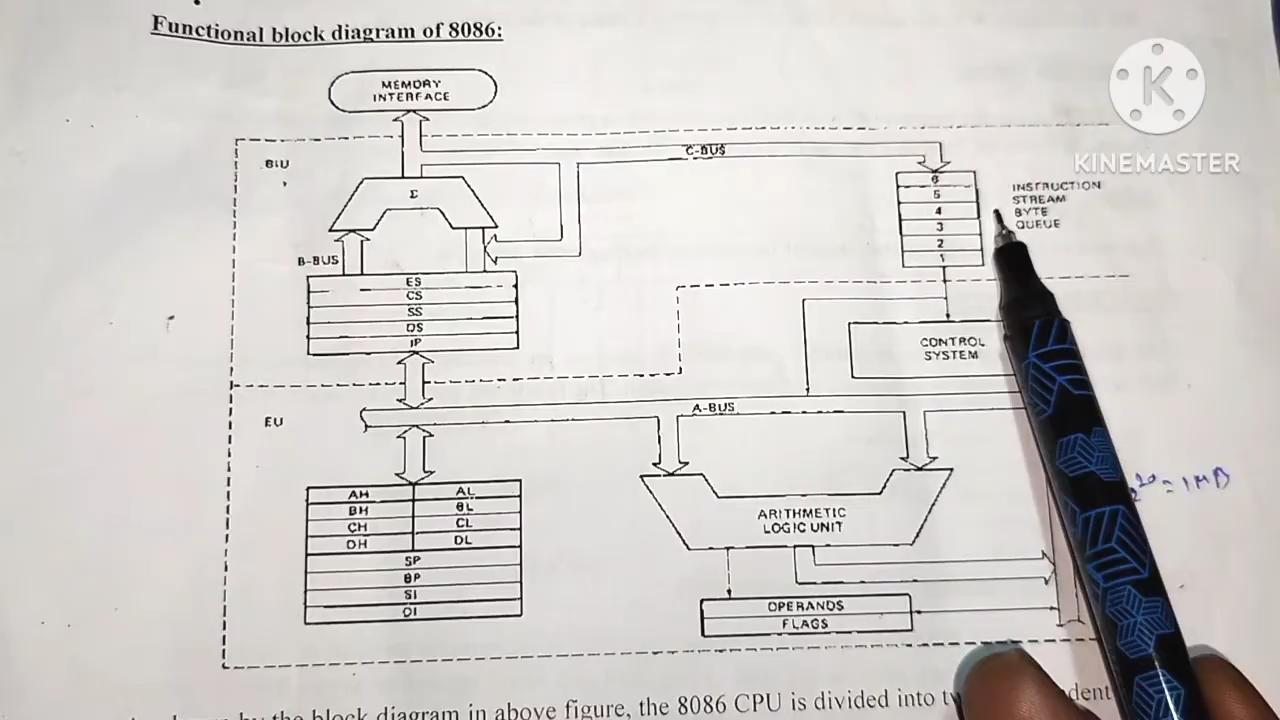 Functional block diagram of 8086:
MEMORY
INTERFACE
K
KINEMASTER
C-BUS
BIU
6
5
4
3
2
1
INSTRUCTION
STREAM
BYTE
QUEUE
Σ
B-BUS
ES
CS
SS
DS
IP
CONTROL
SYSTEM
A-BUS
EU
AH AL
BH BL
CH CL
DH DL
SP
BP
SI
DI
ARITHMETIC
LOGIC UNIT
2²⁰ = 1MB
OPERANDS
FLAGS
by the block diagram in above figure, the 8086 CPU is divided into